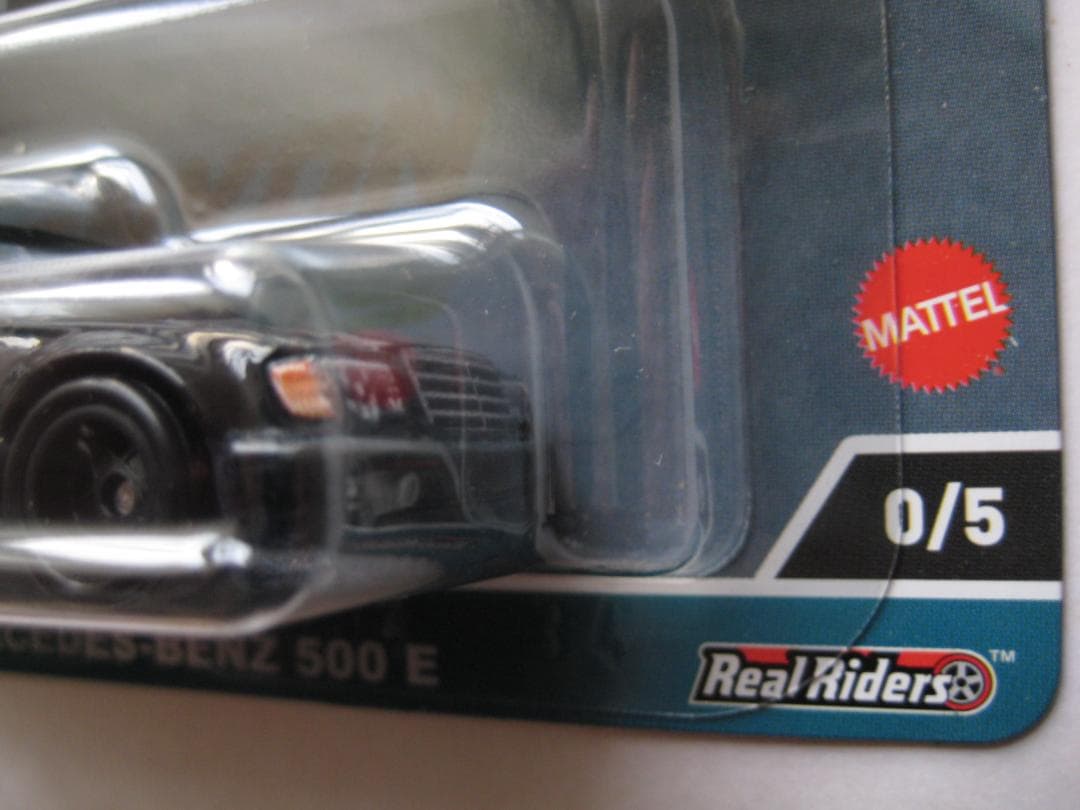 MATTEL
0/5
CEDES-BENZ 500 E
Real Riders™